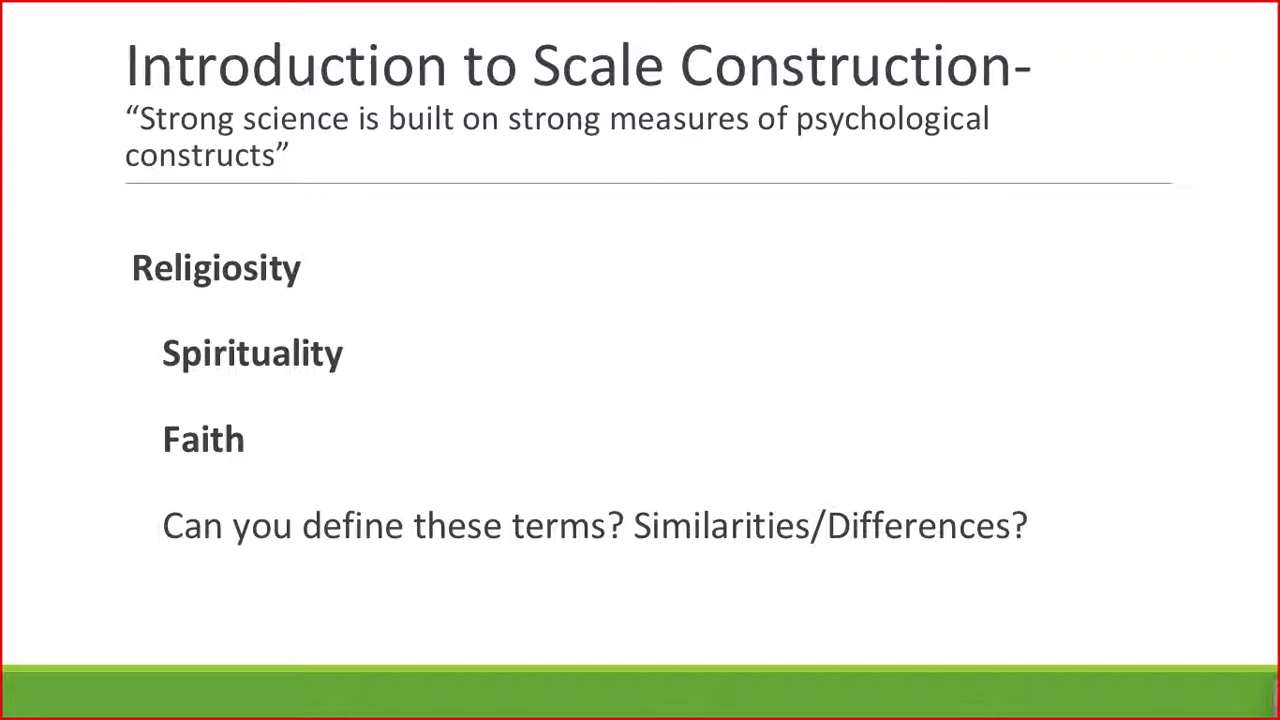 Introduction to Scale Construction-
“Strong science is built on strong measures of psychological
constructs”
Religiosity
Spirituality
Faith
Can you define these terms? Similarities/Differences?